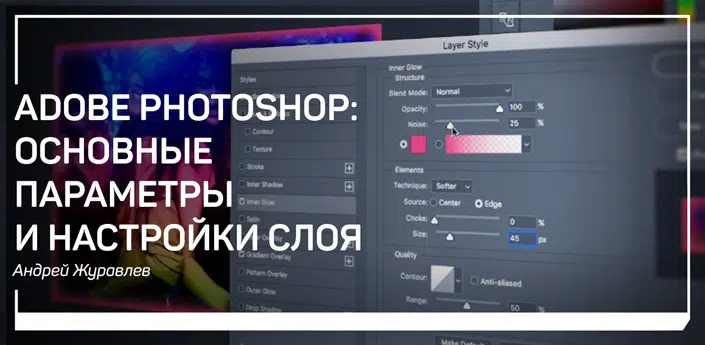 Layer Style
ADOBE PHOTOSHOP:
ОСНОВНЫЕ
ПАРАМЕТРЫ
И НАСТРОЙКИ СЛОЯ
Андрей Журавлев
Styles
Contour
Texture
Stroke
Inner Shadow
Inner Glow
Satin
Gradient Overlay
Pattern Overlay
Outer Glow
Drop Shadow
Inner Glow
Structure
Blend Mode: Normal
Opacity: 100 %
Noise: 25 %
Elements
Technique: Softer
Source: Center Edge
Choke: 0 %
Size: 45 px
Quality
Contour: Anti-aliased
Range: 50 %
Make Default